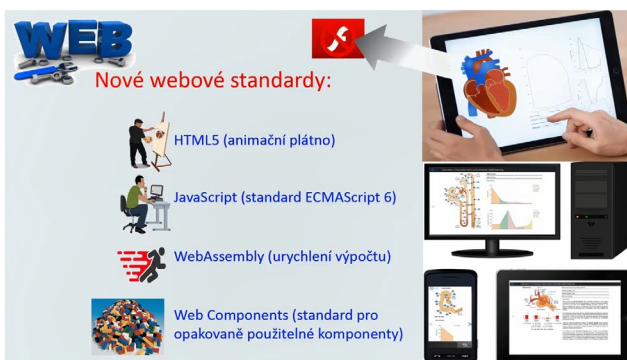 WEB
Nové webové standardy:
HTML5 (animační plátno)
JavaScript (standard ECMAScript 6)
WebAssembly (urychlení výpočtu)
Web Components (standard pro
opakovaně použitelné komponenty)